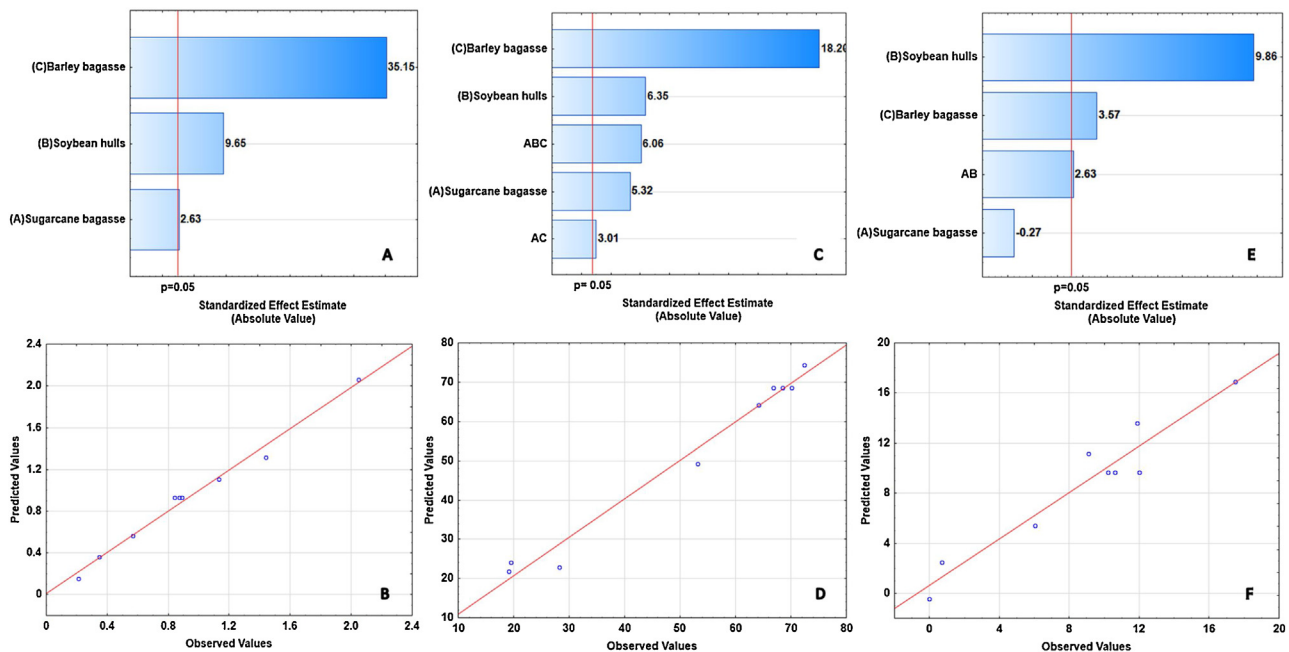 (C)Barley bagasse
35.15
(B)Soybean hulls
9.65
(A)Sugarcane bagasse
2.63
A
p=0.05
Standardized Effect Estimate
(Absolute Value)
(C)Barley bagasse
18.20
(B)Soybean hulls
6.35
ABC
6.06
(A)Sugarcane bagasse
5.32
AC
3.01
C
p= 0.05
Standardized Effect Estimate
(Absolute Value)
(B)Soybean hulls
9.86
(C)Barley bagasse
3.57
AB
2.63
(A)Sugarcane bagasse
-0.27
E
p=0.05
Standardized Effect Estimate
(Absolute Value)
Predicted Values
2.4
2.0
1.6
1.2
0.8
0.4
0
B
0 0.4 0.8 1.2 1.6 2.0 2.4
Observed Values
Predicted Values
80
70
60
50
40
30
20
10
D
10 20 30 40 50 60 70 80
Observed Values
Predicted Values
20
16
12
8
4
0
F
0 4 8 12 16 20
Observed Values